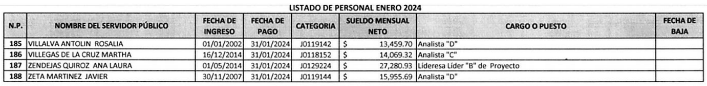 LISTADO DE PERSONAL ENERO 2024
N.P. NOMBRE DEL SERVIDOR PÚBLICO FECHA DE INGRESO FECHA DE PAGO CATEGORIA SUELDO MENSUAL NETO CARGO O PUESTO FECHA DE BAJA
185 VILLALVA ANTOLIN ROSALIA 01/01/2002 31/01/2024 J0119142 $ 13,459.70 Analista "D"
186 VILLEGAS DE LA CRUZ MARTHA 16/12/2014 31/01/2024 J0118152 $ 14,069.32 Analista "C"
187 ZENDEJAS QUIROZ ANA LAURA 01/05/2014 31/01/2024 J0129224 $ 27,280.93 Lideresa Líder "B" de Proyecto
188 ZETA MARTINEZ JAVIER 30/11/2007 31/01/2024 J0119144 $ 15,955.69 Analista "D"